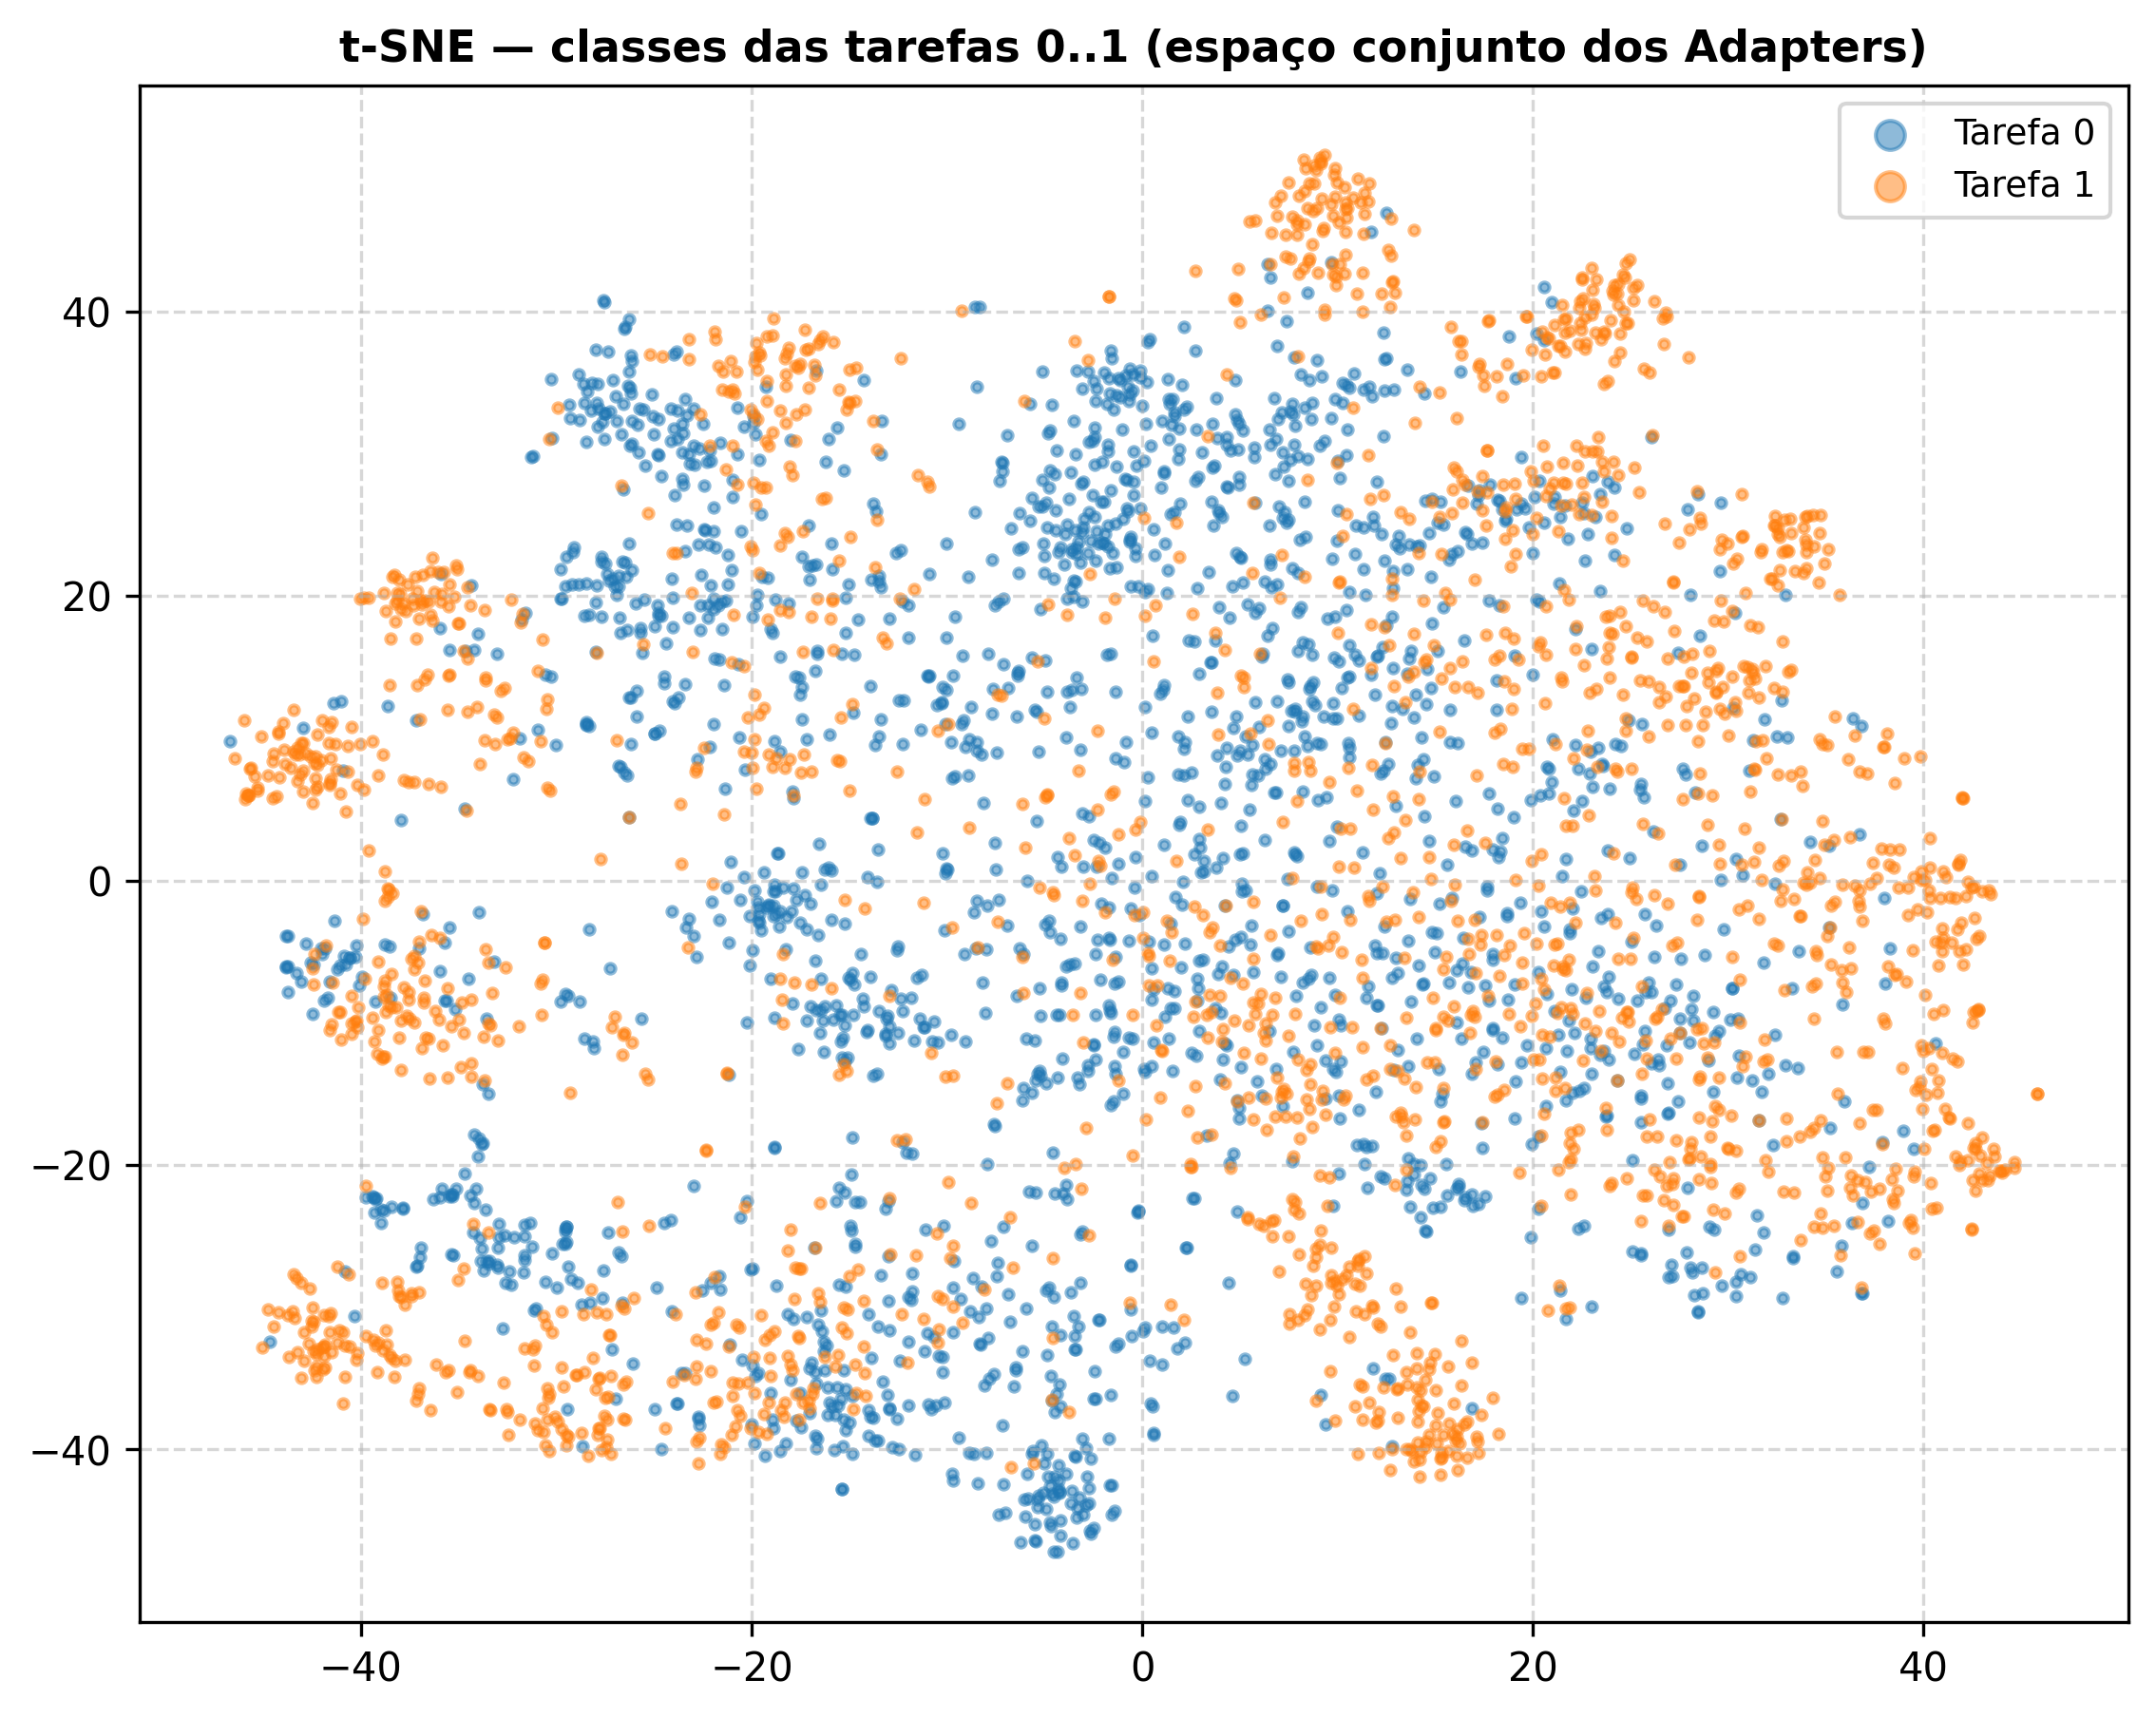 t-SNE — classes das tarefas 0..1 (espaço conjunto dos Adapters)
Tarefa 0
Tarefa 1
40
20
0
−20
−40
−40 −20 0 20 40